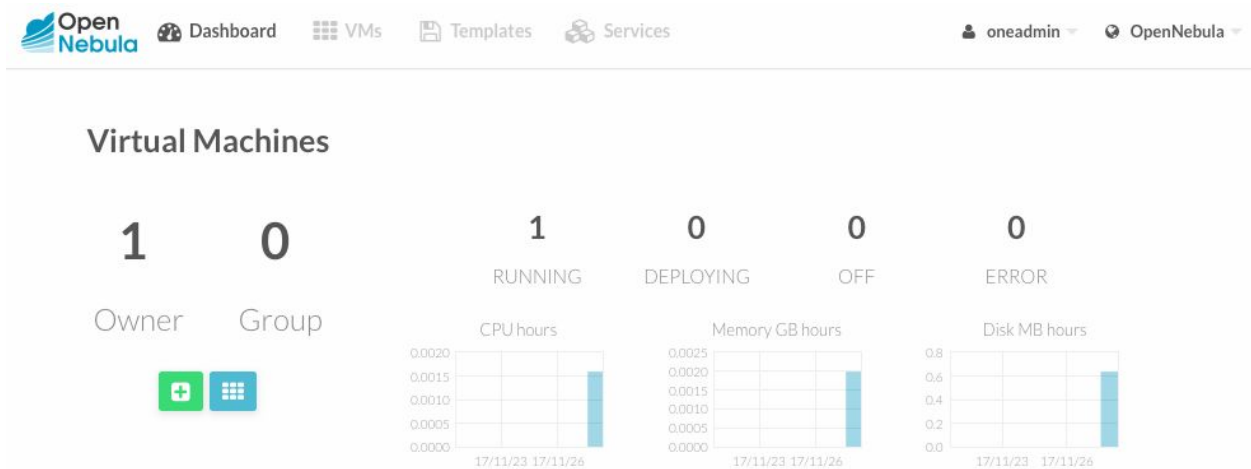 Open
Nebula
Dashboard
VMs
Templates
Services
oneadmin
OpenNebula
Virtual Machines
1
0
Owner
Group
1
0
0
0
RUNNING
DEPLOYING
OFF
ERROR
CPU hours
0.0020
0.0015
0.0010
0.0005
0.0000
17/11/23 17/11/26
Memory GB hours
0.0025
0.0020
0.0015
0.0010
0.0005
0.0000
17/11/23 17/11/26
Disk MB hours
0.8
0.6
0.4
0.2
0.0
17/11/23 17/11/26